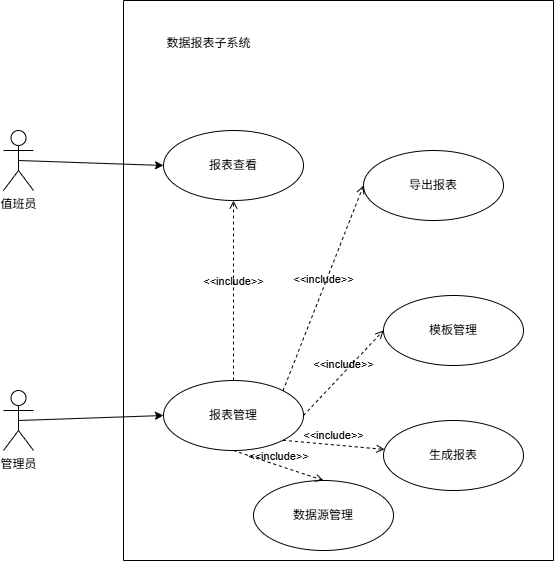 数据报表子系统
报表查看
导出报表
值班员
<<include>>
<<include>>
模板管理
<<include>>
报表管理
管理员
<<include>>
生成报表
<<include>>
数据源管理